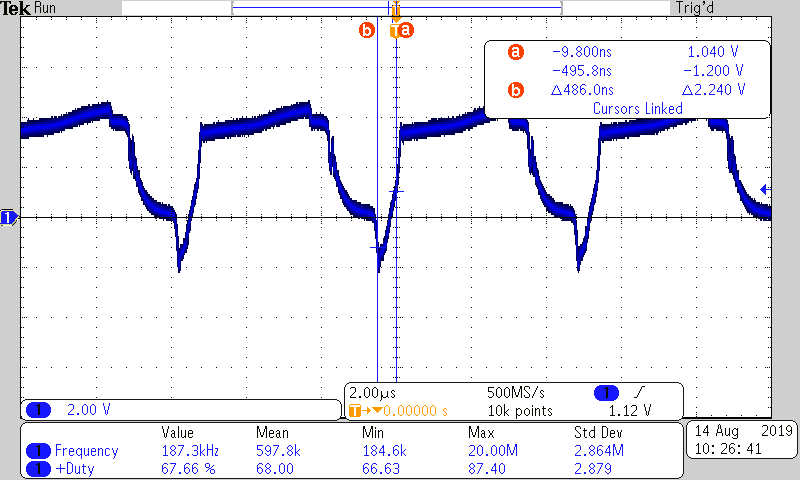 Tek Run Trig'd
b T a
a -9.800ns 1.040 V
-495.8ns -1.200 V
b Δ486.0ns Δ2.240 V
Cursors Linked
1
1 2.00 V
2.00µs 500MS/s 1
T→▼0.00000 s 10k points 1.12 V
Value Mean Min Max Std Dev
1 Frequency 187.3kHz 597.8k 184.6k 20.00M 2.864M
1 +Duty 67.66 % 68.00 66.63 87.40 2.879
14 Aug 2019
10:26:41